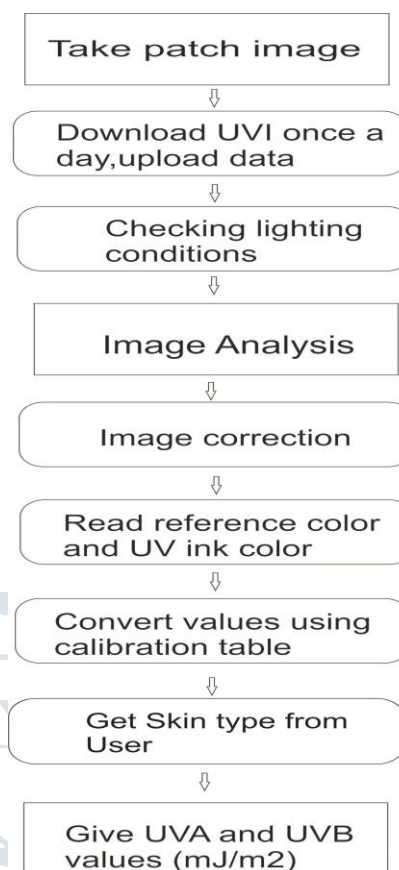 Take patch image
Download UVI once a
day,upload data
Checking lighting
conditions
Image Analysis
Image correction
Read reference color
and UV ink color
Convert values using
calibration table
Get Skin type from
User
Give UVA and UVB
values (mJ/m2)